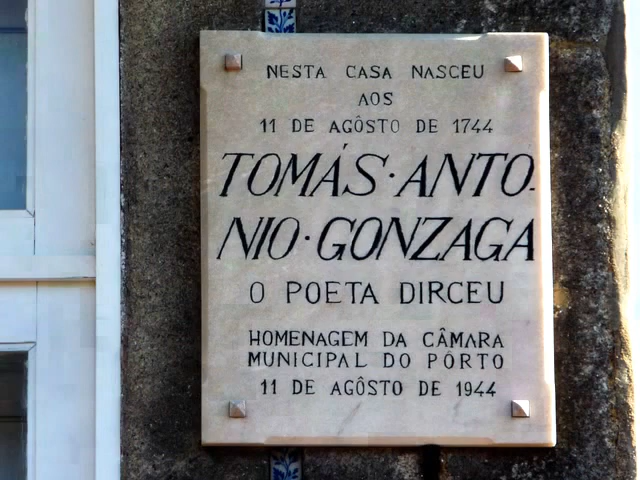 NESTA CASA NASCEU
AOS
11 DE AGÔSTO DE 1744
TOMÁS·ANTO-
NIO·GONZAGA
O POETA DIRCEU
HOMENAGEM DA CÂMARA
MUNICIPAL DO PÔRTO
11 DE AGÔSTO DE 1944